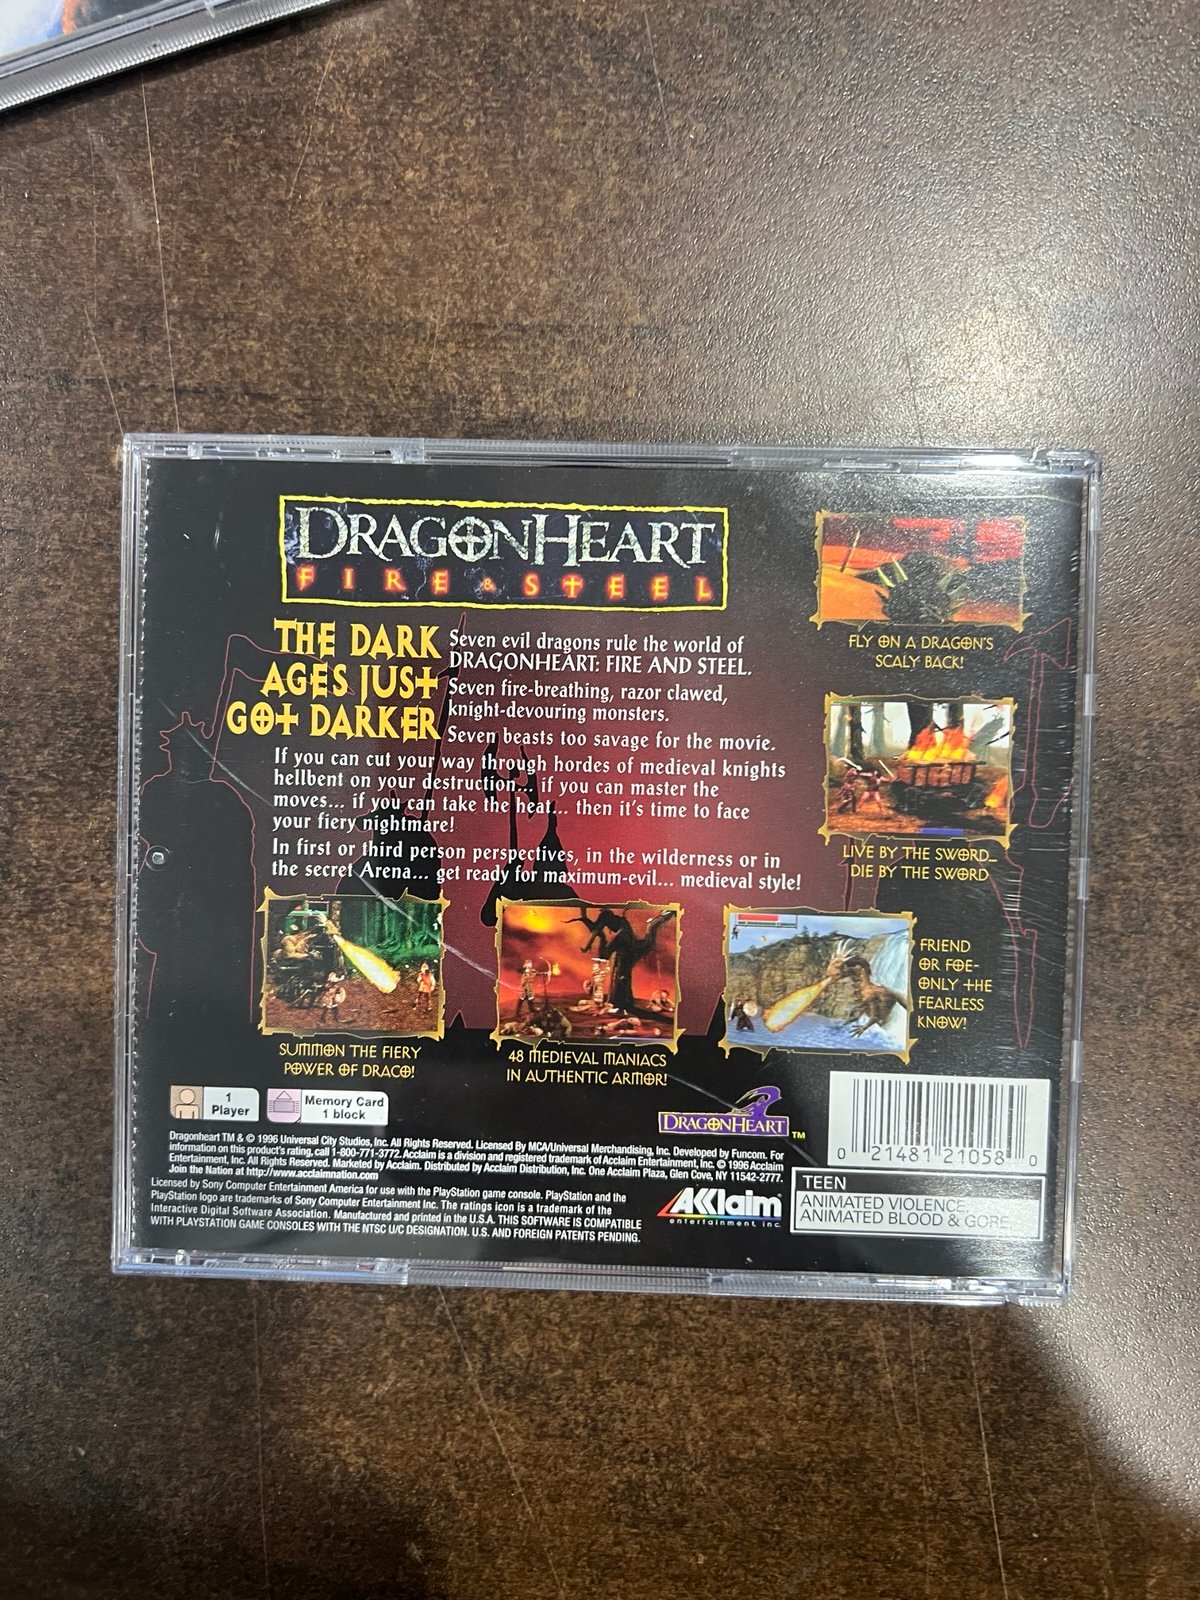 DRAGONHEART
FIRE & STEEL
THE DARK
AGES JUST
GOT DARKER
Seven evil dragons rule the world of
DRAGONHEART: FIRE AND STEEL.
Seven fire-breathing, razor clawed,
knight-devouring monsters.
Seven beasts too savage for the movie.
If you can cut your way through hordes of medieval knights
hellbent on your destruction... if you can master the
moves... if you can take the heat... then it's time to face
your fiery nightmare!
In first or third person perspectives, in the wilderness or in
the secret Arena... get ready for maximum-evil... medieval style!
FLY ON A DRAGON'S
SCALY BACK!
LIVE BY THE SWORD—
DIE BY THE SWORD
SUMMON THE FIERY
POWER OF DRACO!
48 MEDIEVAL MANIACS
IN AUTHENTIC ARMOR!
FRIEND
OR FOE-
ONLY THE
FEARLESS
KNOW!
1
Player
Memory Card
1 block
DRAGONHEART TM
Dragonheart TM & © 1996 Universal City Studios, Inc. All Rights Reserved. Licensed By MCA/Universal Merchandising, Inc. Developed by Funcom. For
information on this product's rating, call 1-800-771-3772. Acclaim is a division and registered trademark of Acclaim Entertainment, Inc. © 1996 Acclaim
Entertainment, Inc. All Rights Reserved. Marketed by Acclaim. Distributed by Acclaim Distribution, Inc. One Acclaim Plaza, Glen Cove, NY 11542-2777.
Join the Nation at http://www.acclaimnation.com
Licensed by Sony Computer Entertainment America for use with the PlayStation game console. PlayStation and the
PlayStation logo are trademarks of Sony Computer Entertainment Inc. The ratings icon is a trademark of the
Interactive Digital Software Association. Manufactured and printed in the U.S.A. THIS SOFTWARE IS COMPATIBLE
WITH PLAYSTATION GAME CONSOLES WITH THE NTSC U/C DESIGNATION. U.S. AND FOREIGN PATENTS PENDING.
AKklaim
entertainment, inc.
0 21481 21058 0
TEEN
ANIMATED VIOLENCE,
ANIMATED BLOOD & GORE